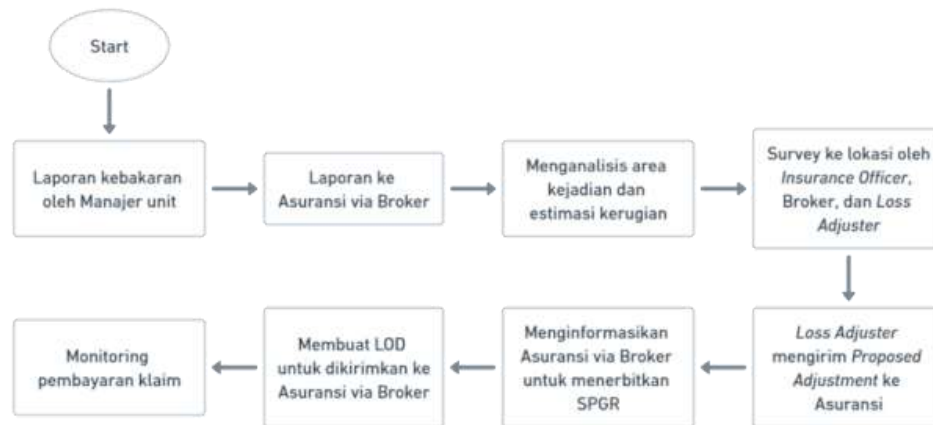 Start
Laporan kebakaran
oleh Manajer unit
Laporan ke
Asuransi via Broker
Menganalisis area
kejadian dan
estimasi kerugian
Survey ke lokasi oleh
Insurance Officer,
Broker, dan Loss
Adjuster
Loss Adjuster
mengirim Proposed
Adjustment ke
Asuransi
Menginformasikan
Asuransi via Broker
untuk menerbitkan
SPGR
Membuat LOD
untuk dikirimkan ke
Asuransi via Broker
Monitoring
pembayaran klaim